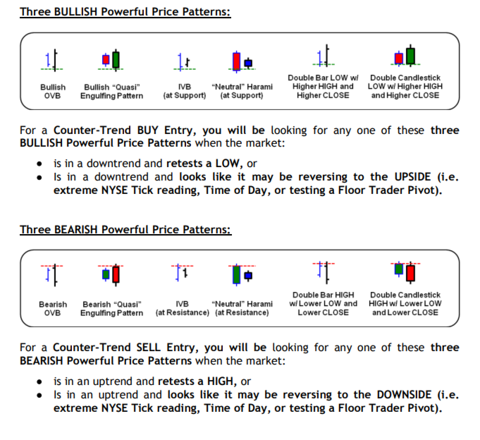 Three BULLISH Powerful Price Patterns:
Bullish OVB
Bullish "Quasi" Engulfing Pattern
IVB (at Support)
"Neutral" Harami (at Support)
Double Bar LOW w/ Higher HIGH and Higher CLOSE
Double Candlestick LOW w/ Higher HIGH and Higher CLOSE
For a Counter-Trend BUY Entry, you will be looking for any one of these three
BULLISH Powerful Price Patterns when the market:
• is in a downtrend and retests a LOW, or
• Is in a downtrend and looks like it may be reversing to the UPSIDE (i.e.
extreme NYSE Tick reading, Time of Day, or testing a Floor Trader Pivot).
Three BEARISH Powerful Price Patterns:
Bearish OVB
Bearish "Quasi" Engulfing Pattern
IVB (at Resistance)
"Neutral" Harami (at Resistance)
Double Bar HIGH w/ Lower LOW and Lower CLOSE
Double Candlestick HIGH w/ Lower LOW and Lower CLOSE
For a Counter-Trend SELL Entry, you will be looking for any one of these three
BEARISH Powerful Price Patterns when the market:
• is in an uptrend and retests a HIGH, or
• Is in an uptrend and looks like it may be reversing to the DOWNSIDE (i.e.
extreme NYSE Tick reading, Time of Day, or testing a Floor Trader Pivot).